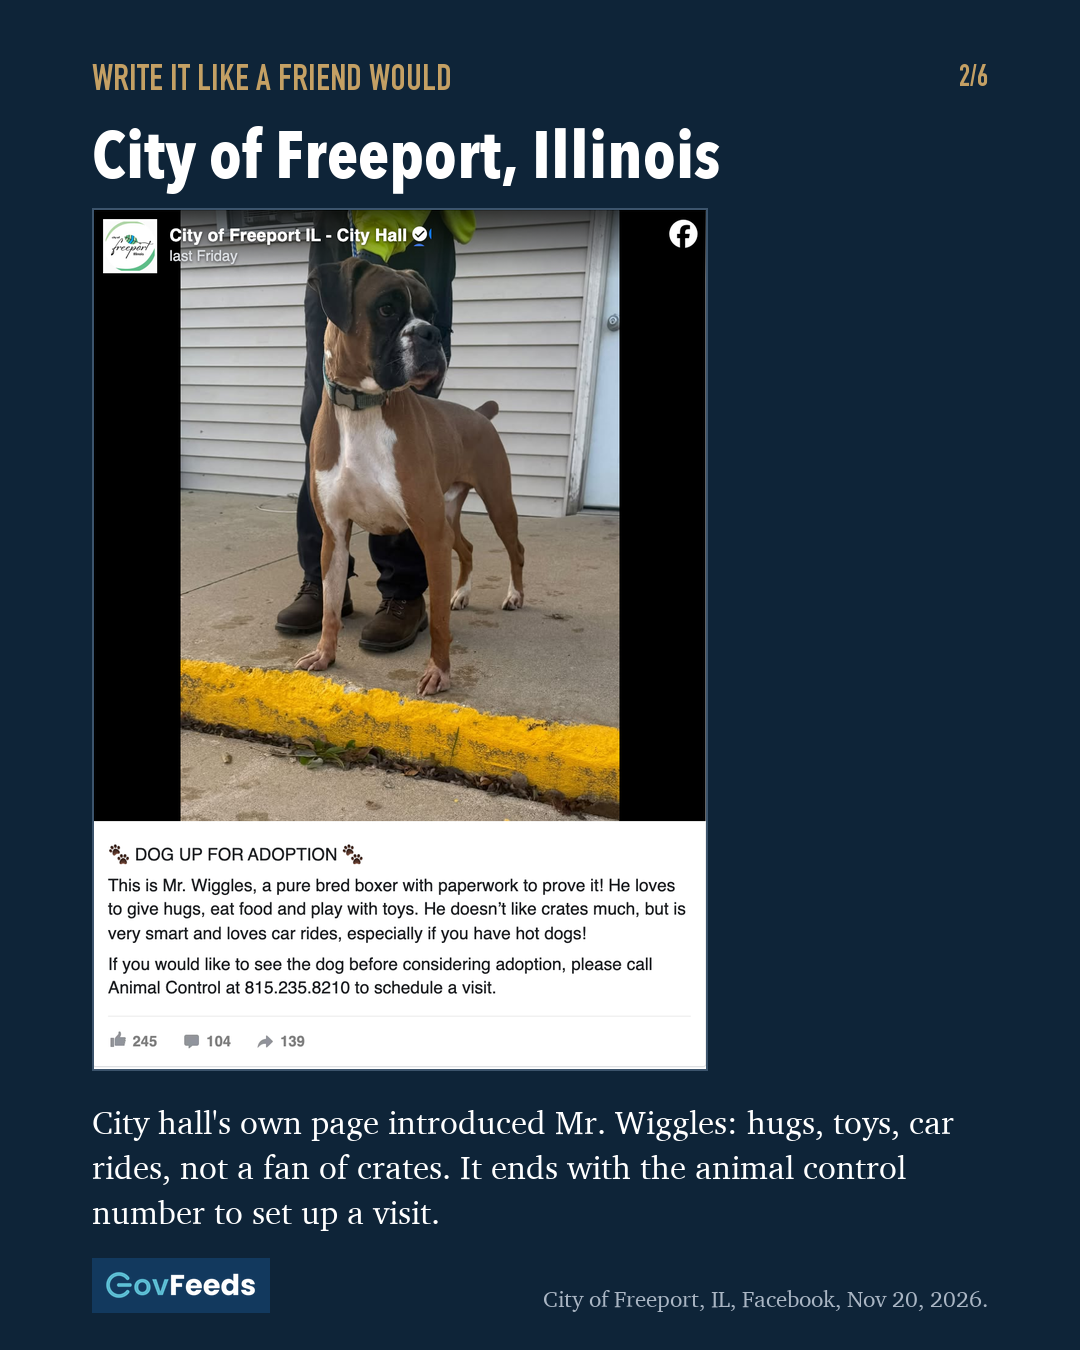 WRITE IT LIKE A FRIEND WOULD
2/6
City of Freeport, Illinois
freeport
City of Freeport IL - City Hall
last Friday
🐾 DOG UP FOR ADOPTION 🐾
This is Mr. Wiggles, a pure bred boxer with paperwork to prove it! He loves
to give hugs, eat food and play with toys. He doesn’t like crates much, but is
very smart and loves car rides, especially if you have hot dogs!
If you would like to see the dog before considering adoption, please call
Animal Control at 815.235.8210 to schedule a visit.
245 104 139
City hall's own page introduced Mr. Wiggles: hugs, toys, car
rides, not a fan of crates. It ends with the animal control
number to set up a visit.
GovFeeds
City of Freeport, IL, Facebook, Nov 20, 2026.